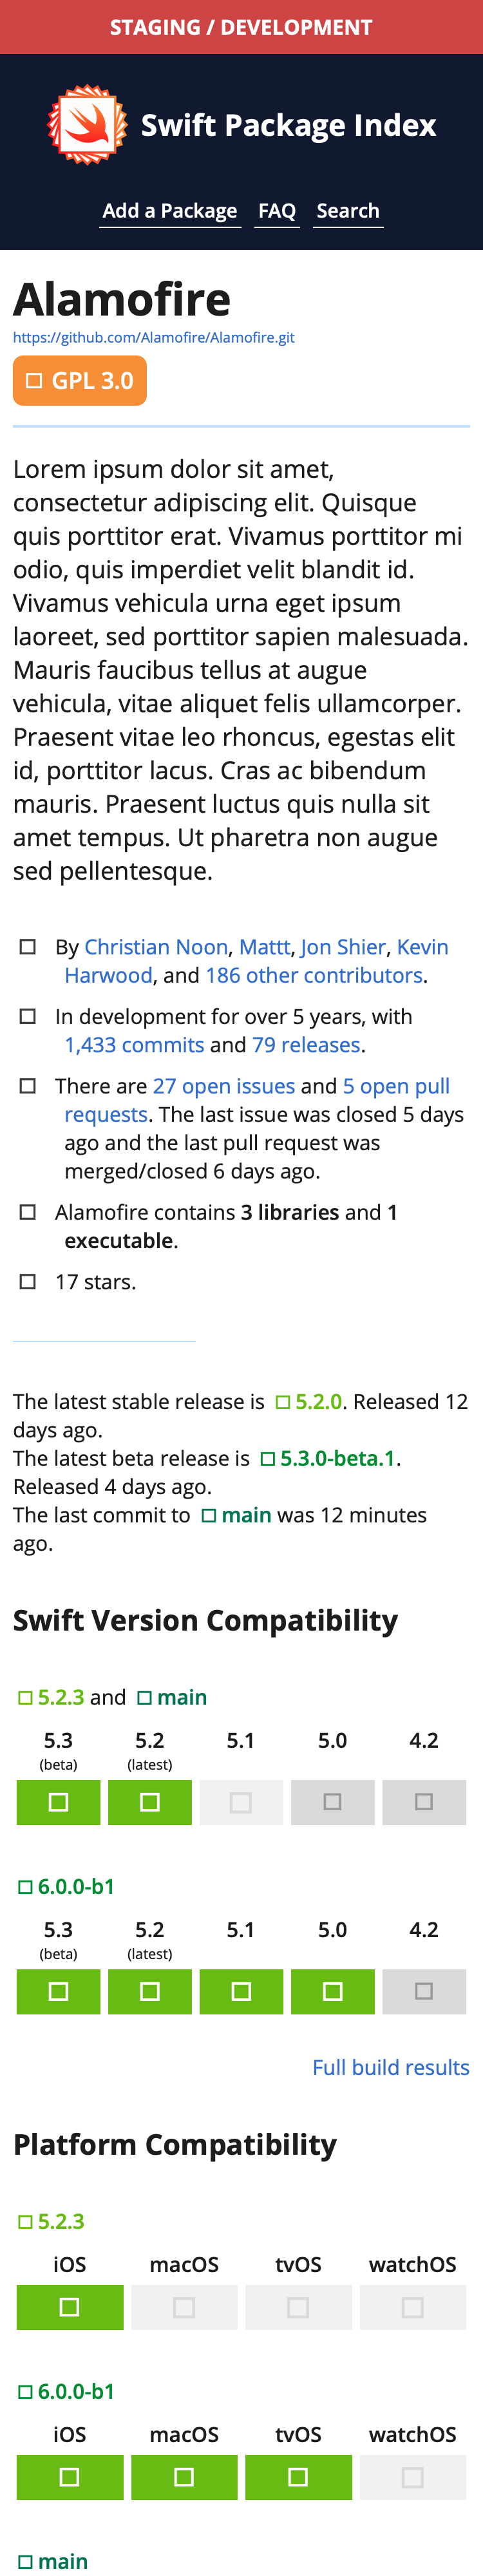 STAGING / DEVELOPMENT
Swift Package Index
Add a Package FAQ Search
Alamofire
https://github.com/Alamofire/Alamofire.git
GPL 3.0
Lorem ipsum dolor sit amet,
consectetur adipiscing elit. Quisque
quis porttitor erat. Vivamus porttitor mi
odio, quis imperdiet velit blandit id.
Vivamus vehicula urna eget ipsum
laoreet, sed porttitor sapien malesuada.
Mauris faucibus tellus at augue
vehicula, vitae aliquet felis ullamcorper.
Praesent vitae leo rhoncus, egestas elit
id, porttitor lacus. Cras ac bibendum
mauris. Praesent luctus quis nulla sit
amet tempus. Ut pharetra non augue
sed pellentesque.
By Christian Noon, Mattt, Jon Shier, Kevin
Harwood, and 186 other contributors.
In development for over 5 years, with
1,433 commits and 79 releases.
There are 27 open issues and 5 open pull
requests. The last issue was closed 5 days
ago and the last pull request was
merged/closed 6 days ago.
Alamofire contains 3 libraries and 1
executable.
17 stars.
The latest stable release is 5.2.0. Released 12
days ago.
The latest beta release is 5.3.0-beta.1.
Released 4 days ago.
The last commit to main was 12 minutes
ago.
Swift Version Compatibility
5.2.3 and main
5.3 5.2 5.1 5.0 4.2
(beta) (latest)
6.0.0-b1
5.3 5.2 5.1 5.0 4.2
(beta) (latest)
Full build results
Platform Compatibility
5.2.3
iOS macOS tvOS watchOS
6.0.0-b1
iOS macOS tvOS watchOS
main